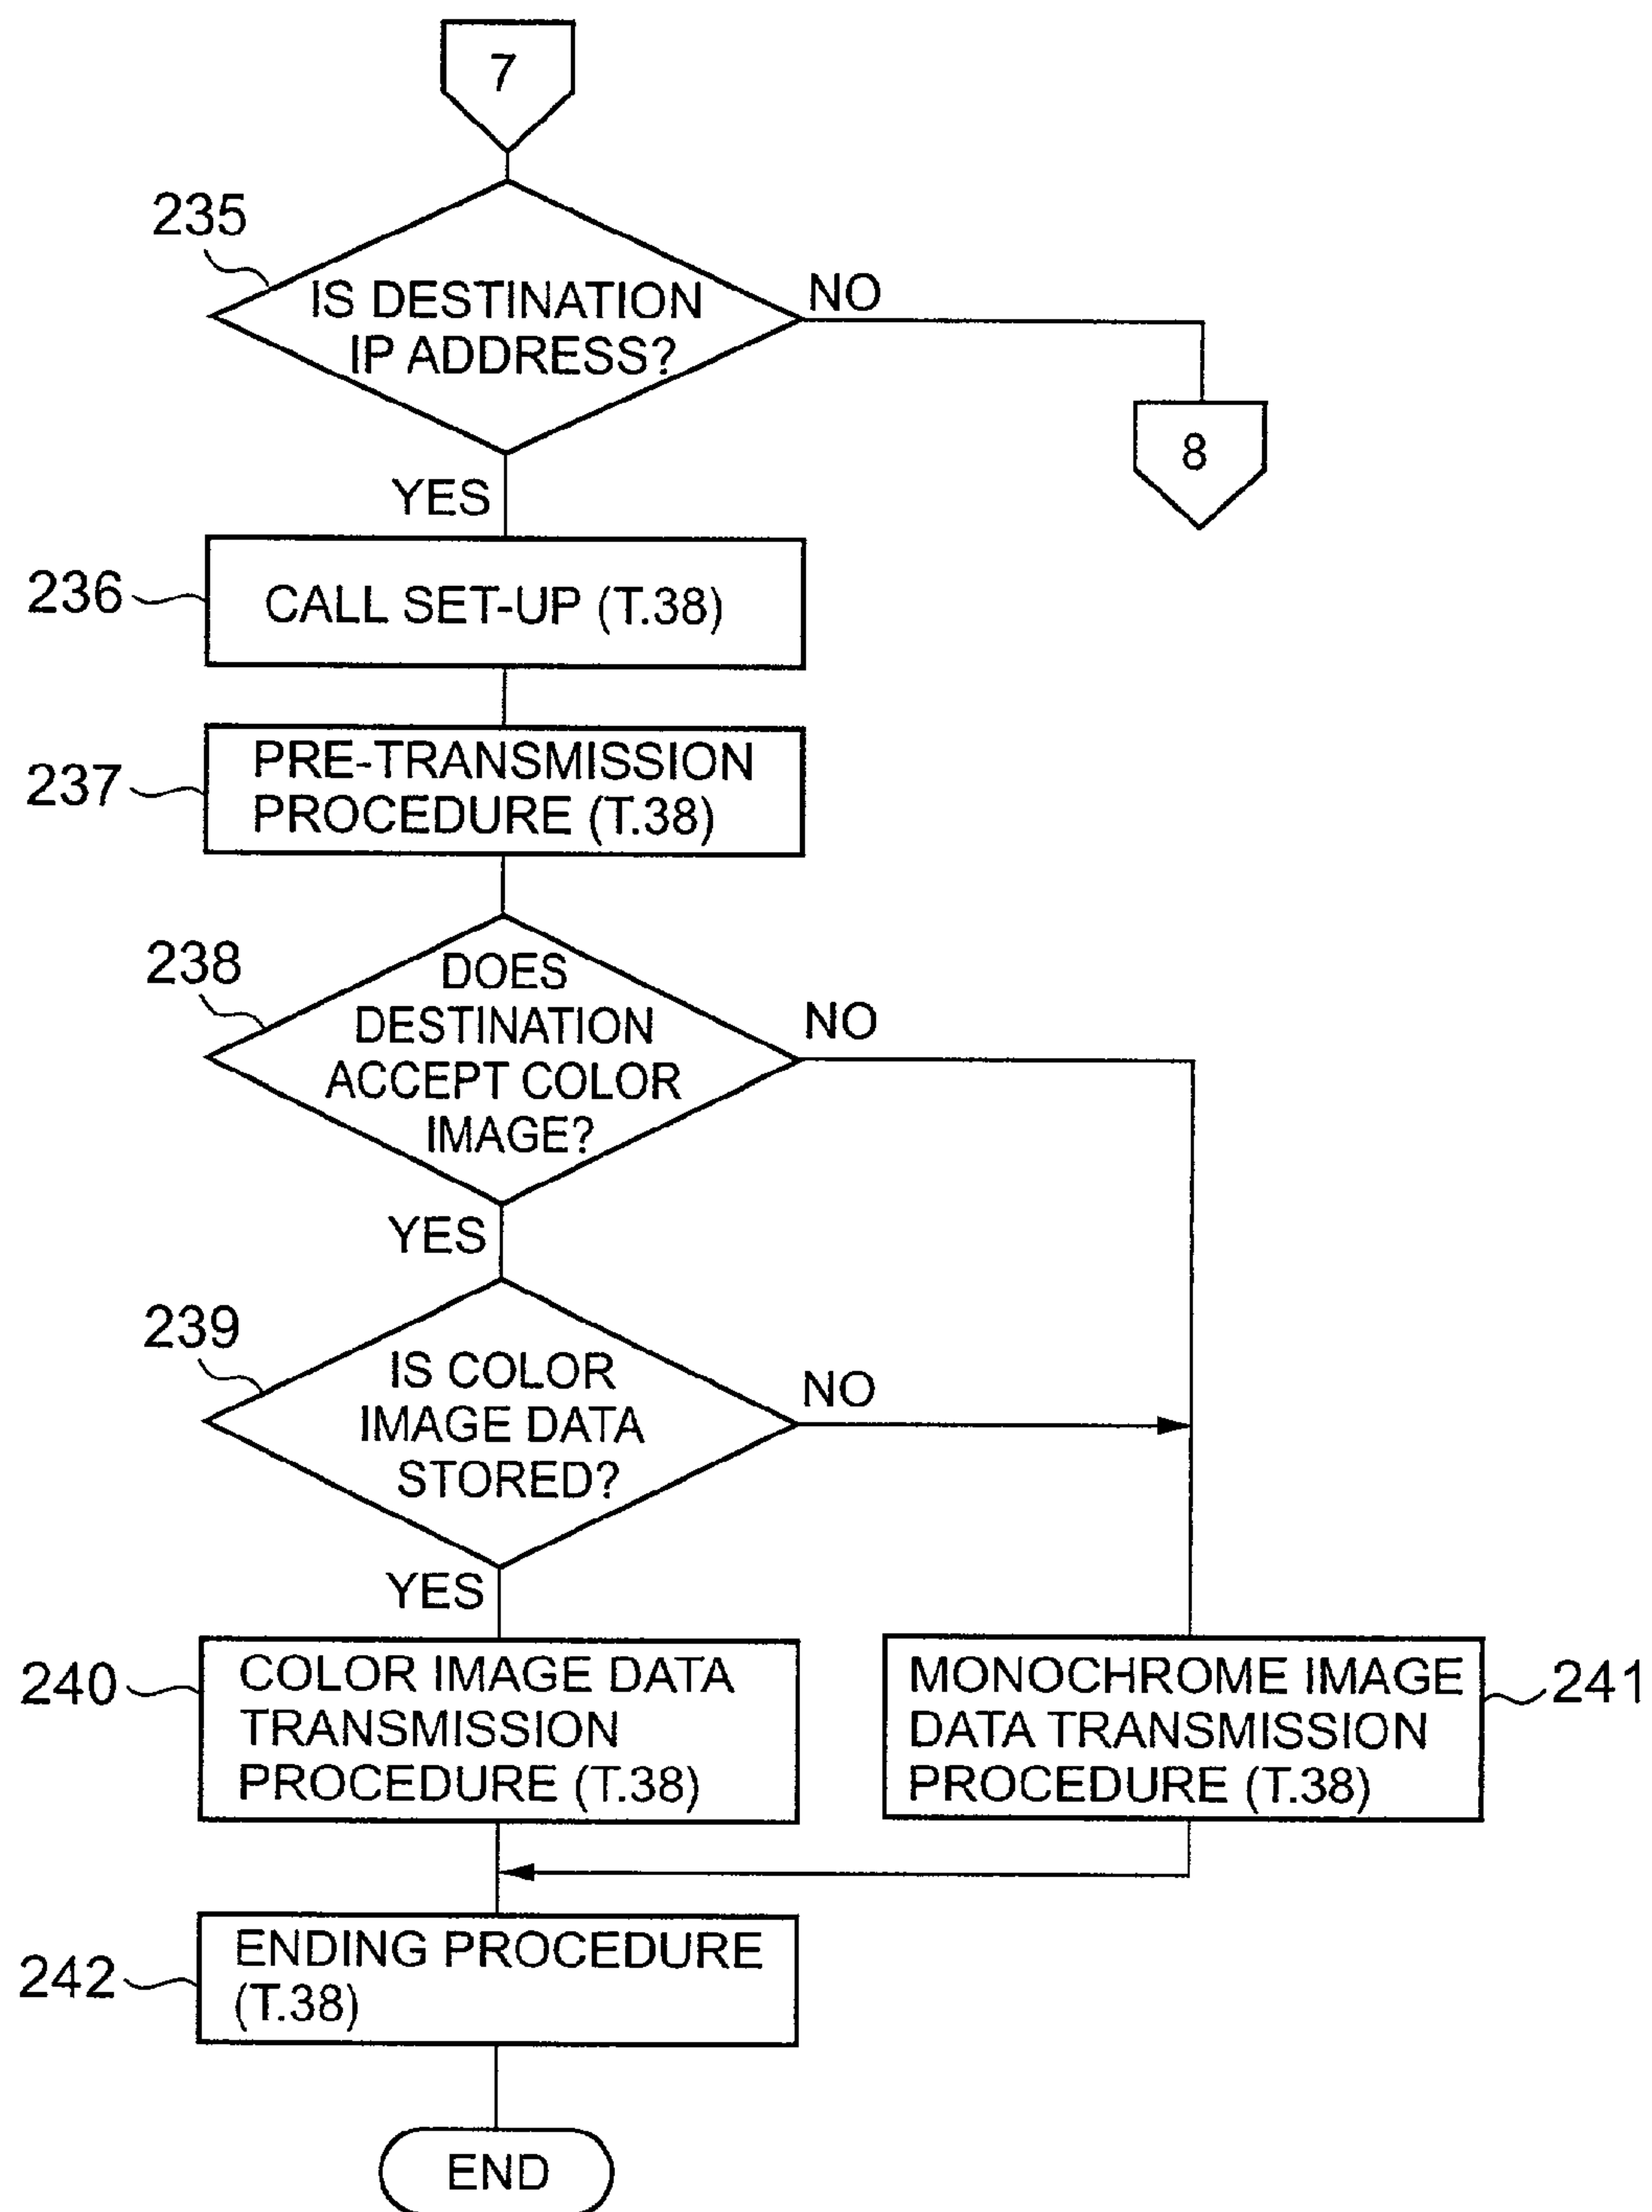 7
235
IS DESTINATION
IP ADDRESS?
NO
8
YES
236
CALL SET-UP (T.38)
237
PRE-TRANSMISSION
PROCEDURE (T.38)
238
DOES
DESTINATION
ACCEPT COLOR
IMAGE?
NO
YES
239
IS COLOR
IMAGE DATA
STORED?
NO
YES
240
COLOR IMAGE DATA
TRANSMISSION
PROCEDURE (T.38)
MONOCHROME IMAGE
DATA TRANSMISSION
PROCEDURE (T.38)
241
242
ENDING PROCEDURE
(T.38)
END